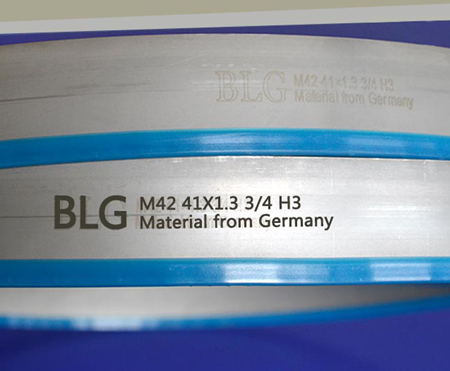 BLG M42 41x1.3 3/4 H3
Material from Germany
BLG M42 41X1.3 3/4 H3
Material from Germany